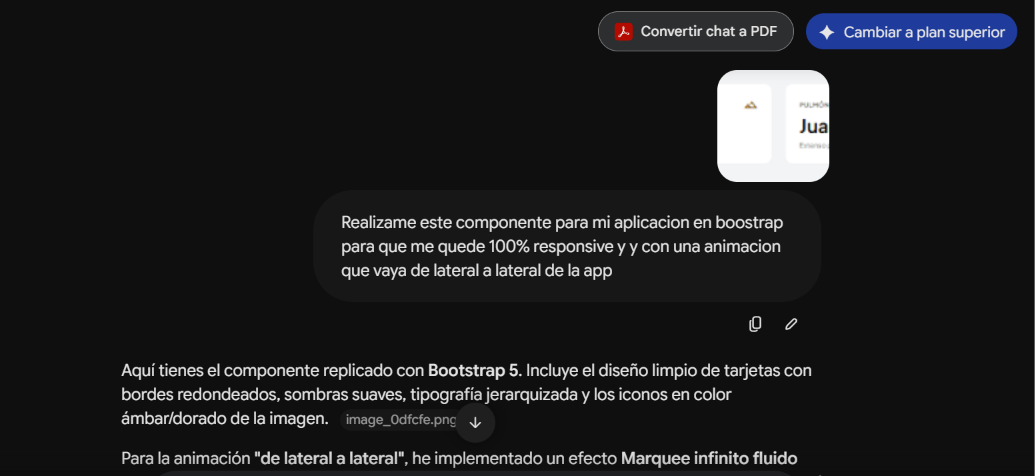 Convertir chat a PDF
Cambiar a plan superior
PULMÓN
Jua
Realizame este componente para mi aplicacion en boostrap
para que me quede 100% responsive y y con una animacion
que vaya de lateral a lateral de la app
Aquí tienes el componente replicado con Bootstrap 5. Incluye el diseño limpio de tarjetas con
bordes redondeados, sombras suaves, tipografía jerarquizada y los iconos en color
ámbar/dorado de la imagen. image_0dfcfe.png
Para la animación "de lateral a lateral", he implementado un efecto Marquee infinito fluido